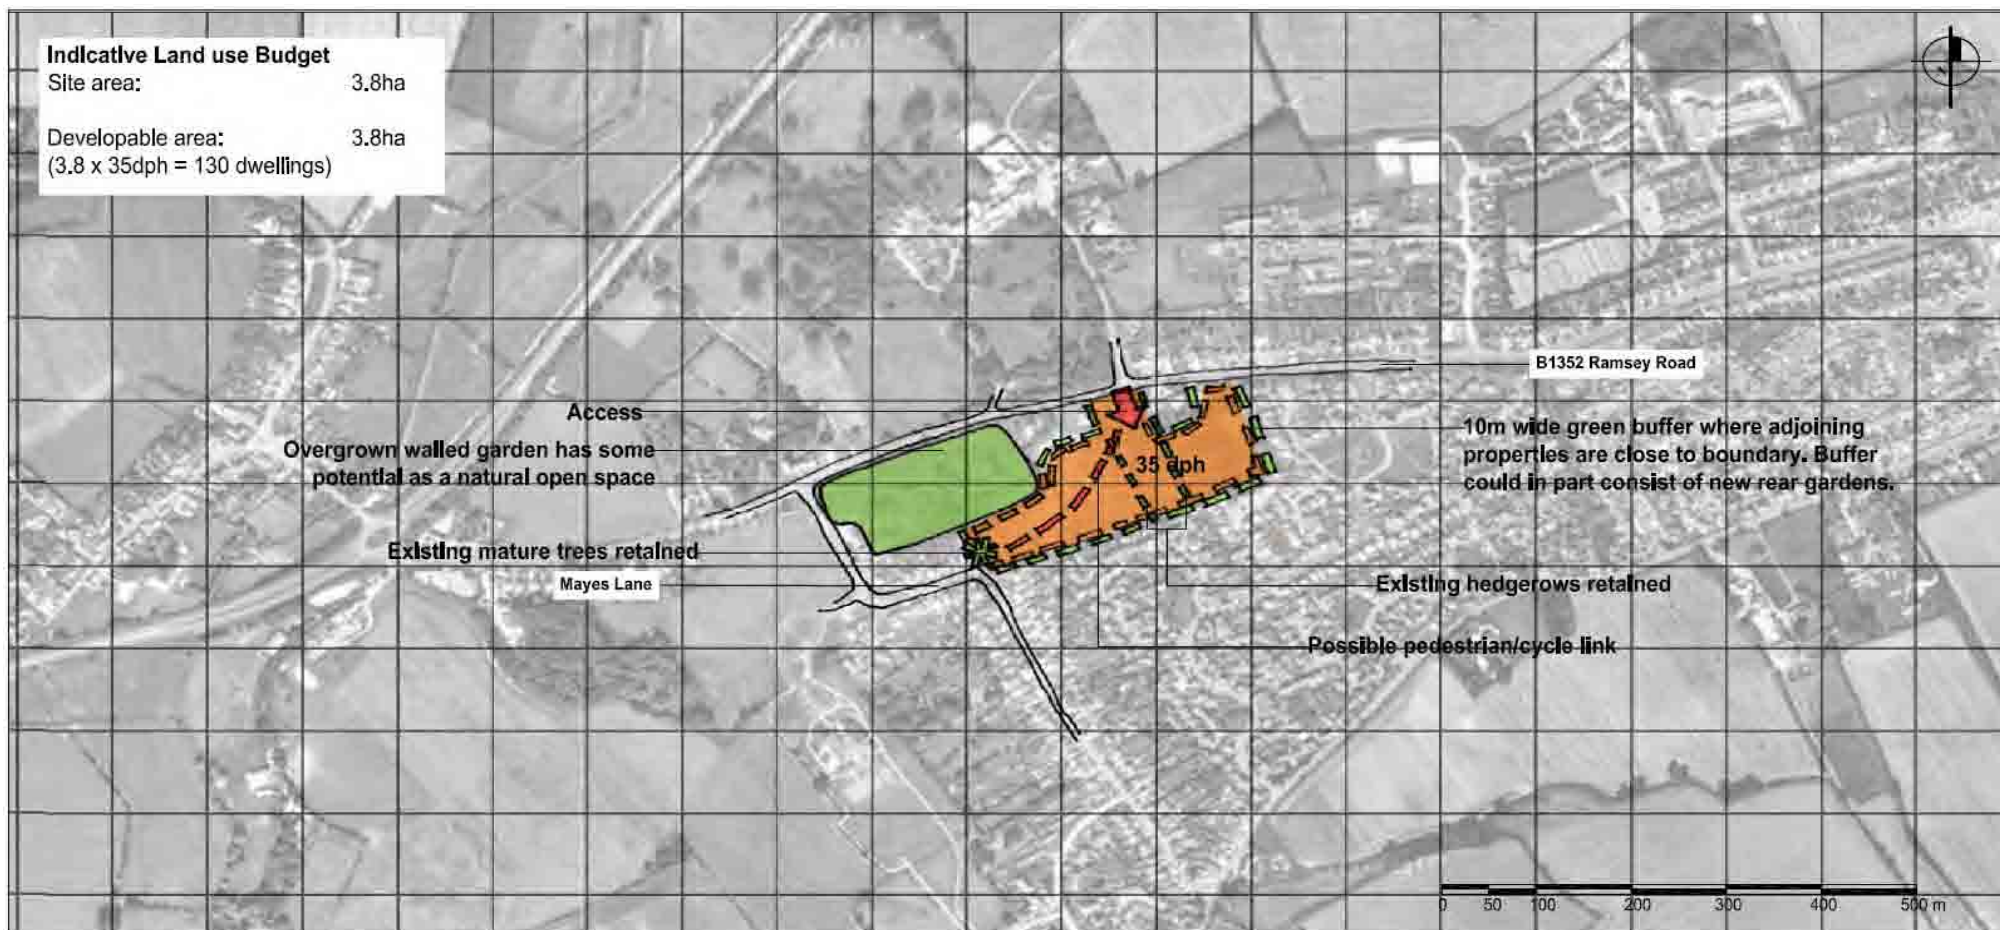 Indicative Land use Budget
Site area: 3.8ha
Developable area: 3.8ha
(3.8 x 35dph = 130 dwellings)
B1352 Ramsey Road
Access
Overgrown walled garden has some
potential as a natural open space
10m wide green buffer where adjoining
properties are close to boundary. Buffer
could in part consist of new rear gardens.
35 dph
Existing mature trees retained
Mayes Lane
Existing hedgerows retained
Possible pedestrian/cycle link
0 50 100 200 300 400 500 m